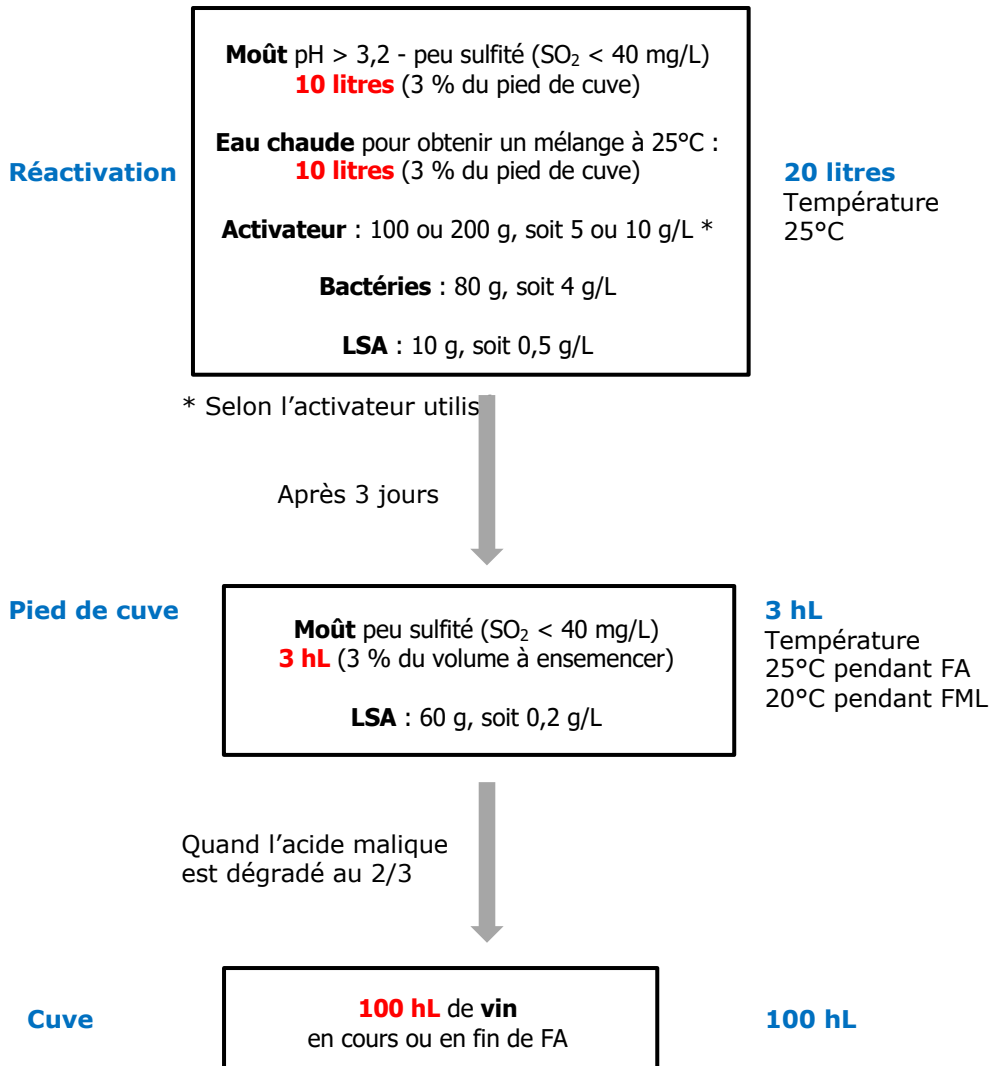 Moût pH > 3,2 - peu sulfité (SO₂ < 40 mg/L)
10 litres (3 % du pied de cuve)
Eau chaude pour obtenir un mélange à 25°C :
10 litres (3 % du pied de cuve)
Réactivation
20 litres
Température
25°C
Activateur : 100 ou 200 g, soit 5 ou 10 g/L *
Bactéries : 80 g, soit 4 g/L
LSA : 10 g, soit 0,5 g/L
* Selon l’activateur utilis
Après 3 jours
Pied de cuve
Moût peu sulfité (SO₂ < 40 mg/L)
3 hL (3 % du volume à ensemencer)
LSA : 60 g, soit 0,2 g/L
3 hL
Température
25°C pendant FA
20°C pendant FML
Quand l’acide malique
est dégradé au 2/3
Cuve
100 hL de vin
en cours ou en fin de FA
100 hL